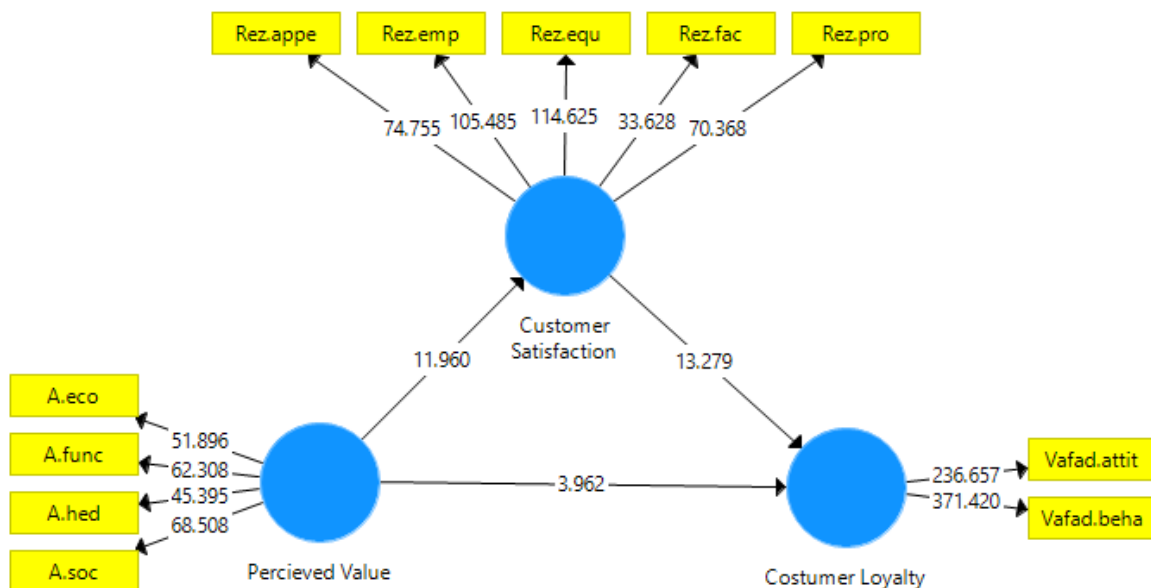 Rez.appe
Rez.emp
Rez.equ
Rez.fac
Rez.pro
74.755
105.485
114.625
33.628
70.368
Customer
Satisfaction
11.960
13.279
A.eco
A.func
A.hed
A.soc
51.896
62.308
45.395
68.508
Percieved Value
3.962
236.657
371.420
Vafad.attit
Vafad.beha
Costumer Loyalty